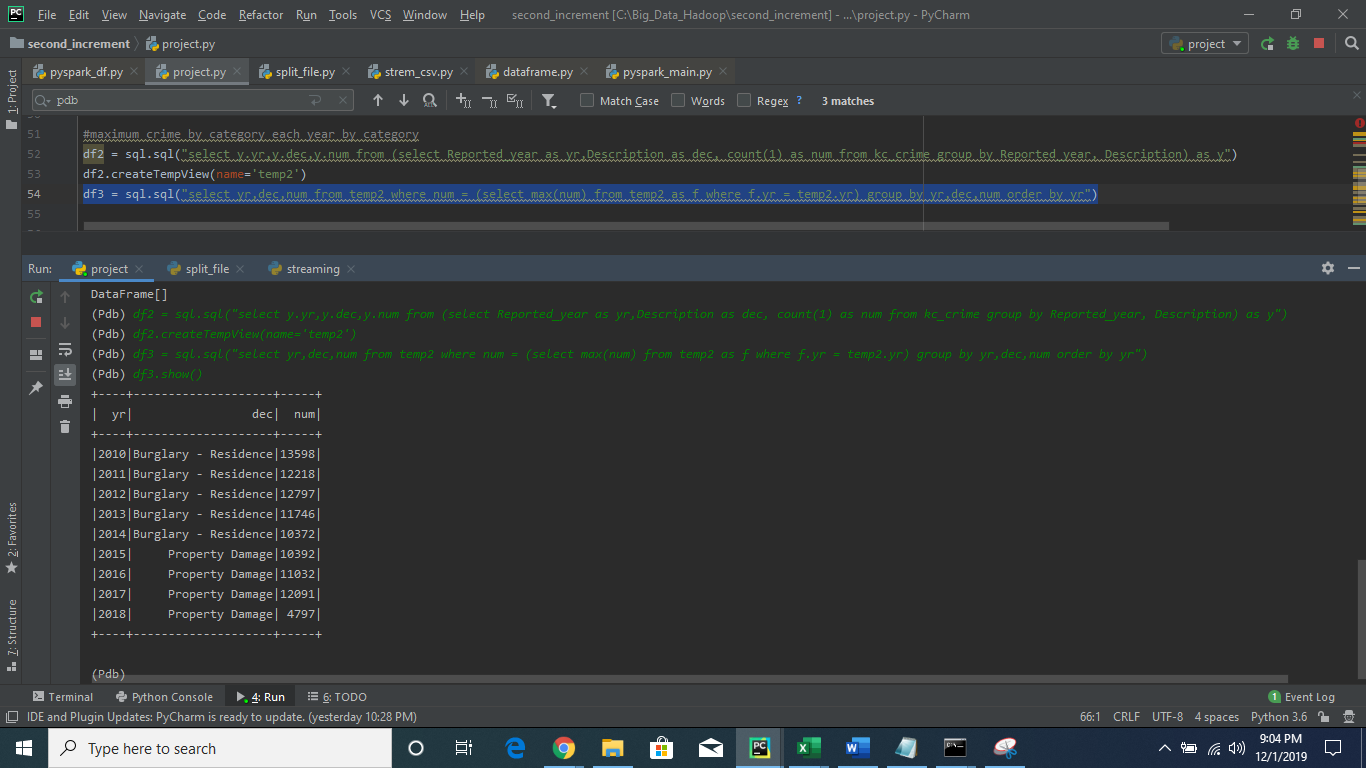 File Edit View Navigate Code Refactor Run Tools VCS Window Help second_increment [C:\Big_Data_Hadoop\second_increment] - ...\project.py - PyCharm
second_increment project.py project
pyspark_df.py project.py split_file.py strem_csv.py dataframe.py pyspark_main.py
1: Project
pdb Match Case Words Regex ? 3 matches
51 #maximum crime by category each year by category
52 df2 = sql.sql("select y.yr,y.dec,y.num from (select Reported_year as yr,Description as dec, count(1) as num from kc_crime group by Reported_year, Description) as y")
53 df2.createTempView(name='temp2')
54 df3 = sql.sql("select yr,dec,num from temp2 where num = (select max(num) from temp2 as f where f.yr = temp2.yr) group by yr,dec,num order by yr")
55
Run: project split_file streaming
DataFrame[]
(Pdb) df2 = sql.sql("select y.yr,y.dec,y.num from (select Reported_year as yr,Description as dec, count(1) as num from kc_crime group by Reported_year, Description) as y")
(Pdb) df2.createTempView(name='temp2')
(Pdb) df3 = sql.sql("select yr,dec,num from temp2 where num = (select max(num) from temp2 as f where f.yr = temp2.yr) group by yr,dec,num order by yr")
(Pdb) df3.show()
+----+--------------------+-----+
|  yr|                 dec|  num|
+----+--------------------+-----+
|2010|Burglary - Residence|13598|
|2011|Burglary - Residence|12218|
|2012|Burglary - Residence|12797|
|2013|Burglary - Residence|11746|
|2014|Burglary - Residence|10372|
|2015|     Property Damage|10392|
|2016|     Property Damage|11032|
|2017|     Property Damage|12091|
|2018|     Property Damage| 4797|
+----+--------------------+-----+
(Pdb)
2: Favorites
7: Structure
Terminal Python Console 4: Run 6: TODO 1 Event Log
IDE and Plugin Updates: PyCharm is ready to update. (yesterday 10:28 PM) 66:1 CRLF UTF-8 4 spaces Python 3.6
Type here to search
9:04 PM
12/1/2019